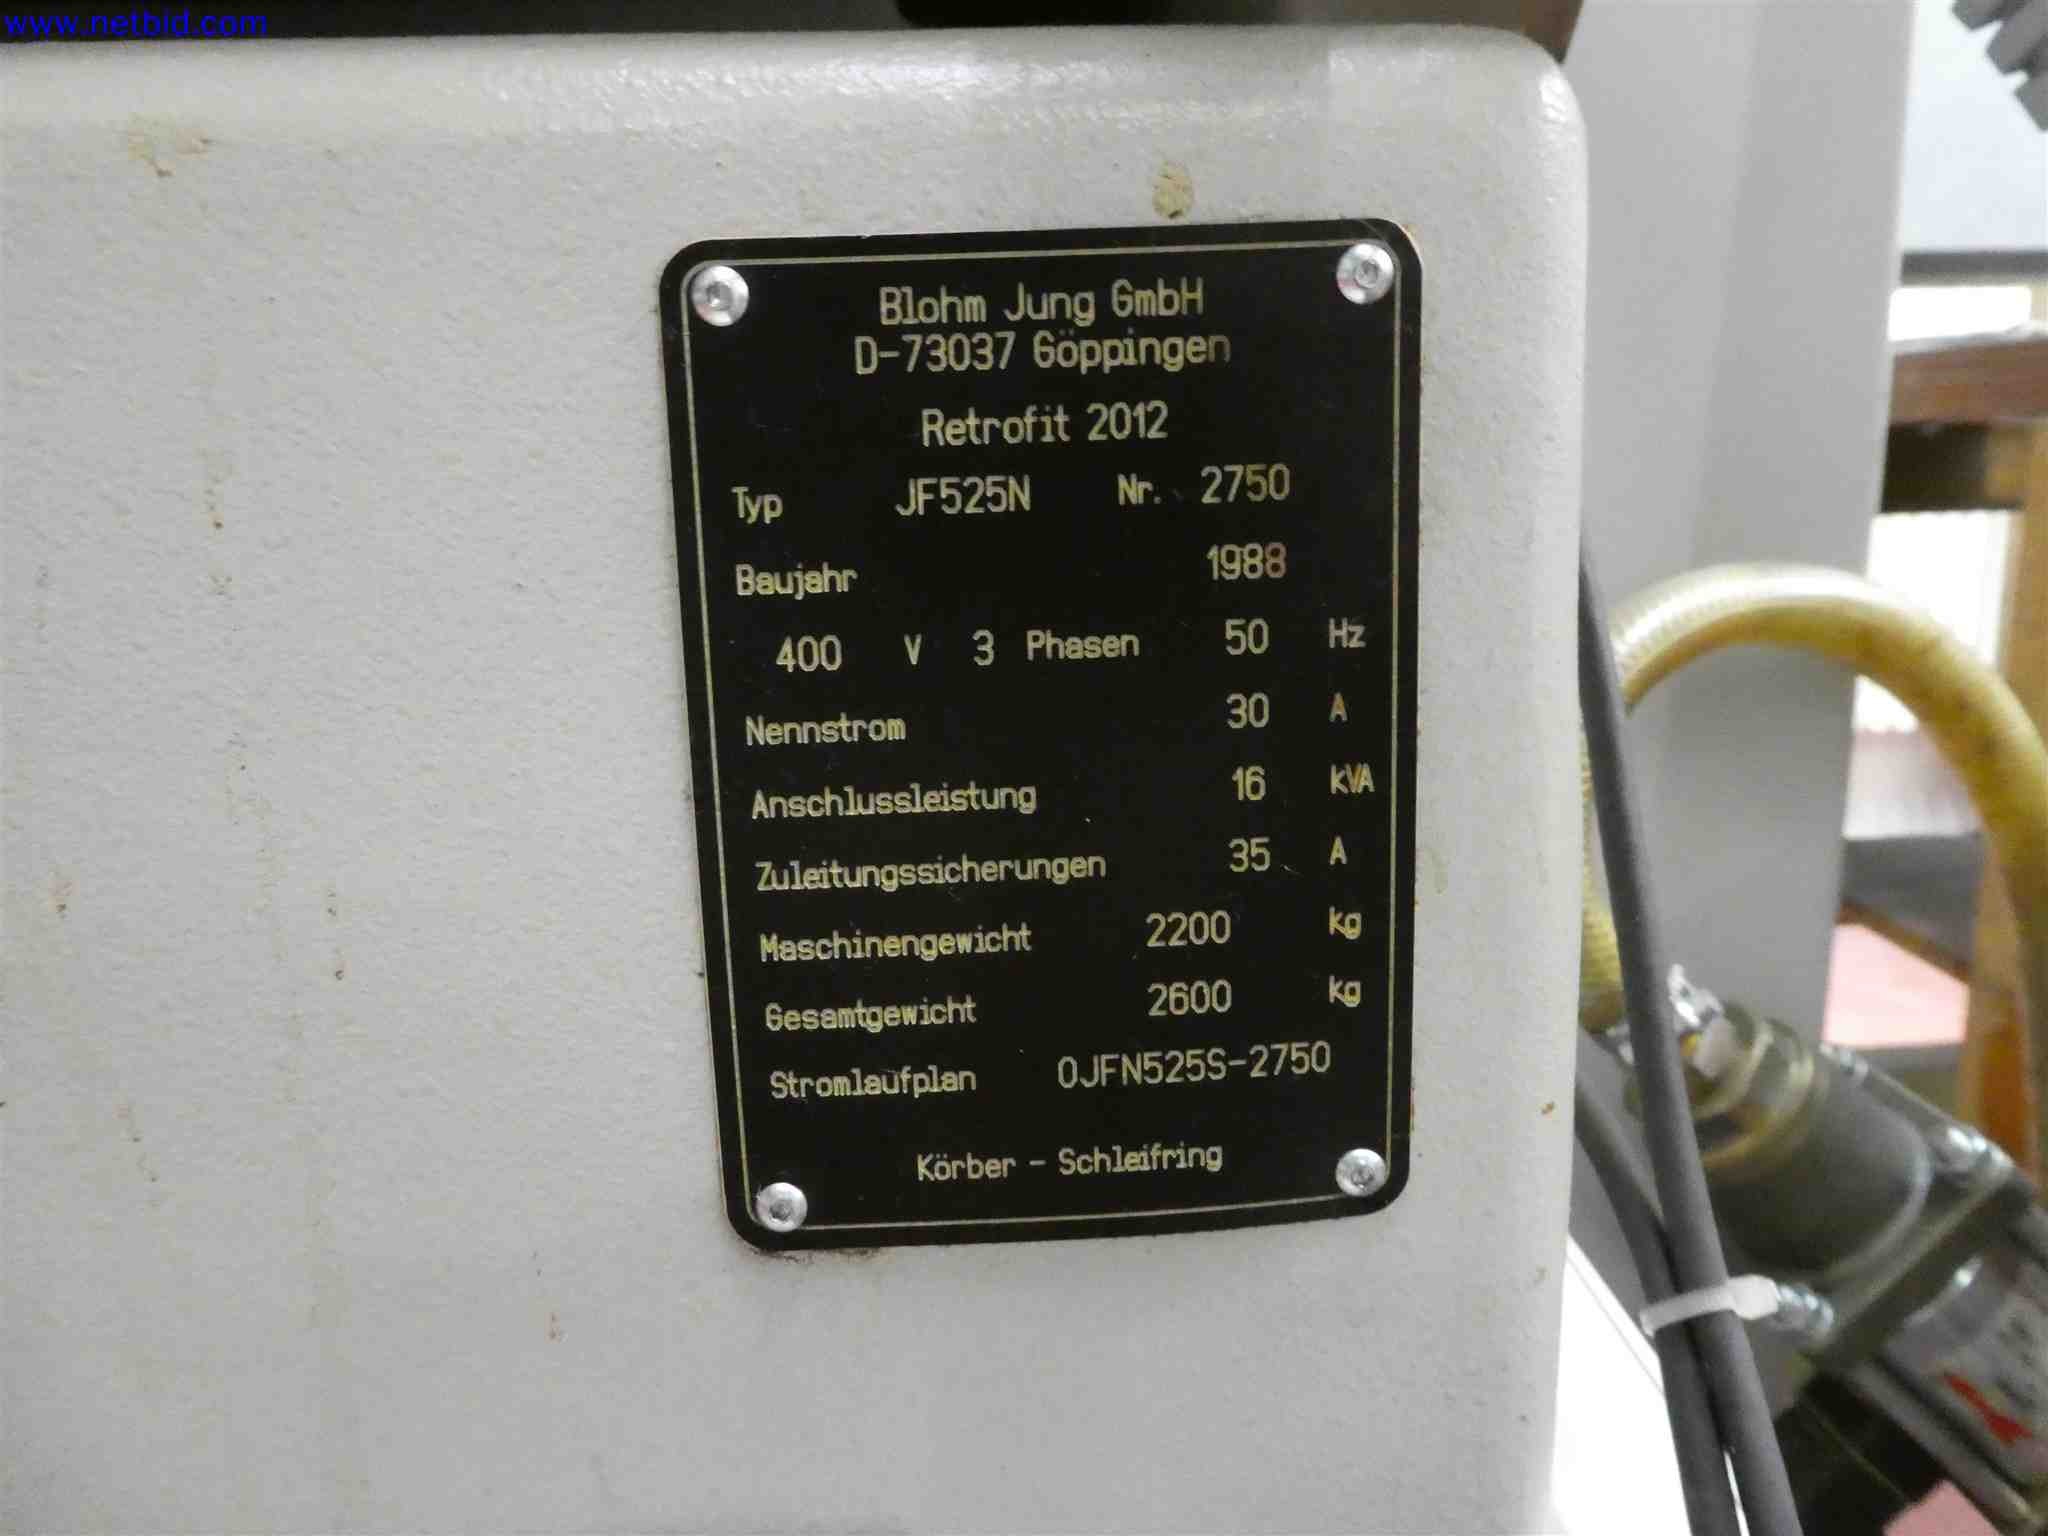 www.netbid.com
Blohm Jung GmbH
D-73037 Göppingen
Retrofit 2012
Typ JF525N Nr. 2750
Baujahr 1988
400 V 3 Phasen 50 Hz
Nennstrom 30 A
Anschlussleistung 16 kVA
Zuleitungssicherungen 35 A
Maschinengewicht 2200 kg
Gesamtgewicht 2600 kg
Stromlaufplan 0JFN525S-2750
Körber - Schleifring